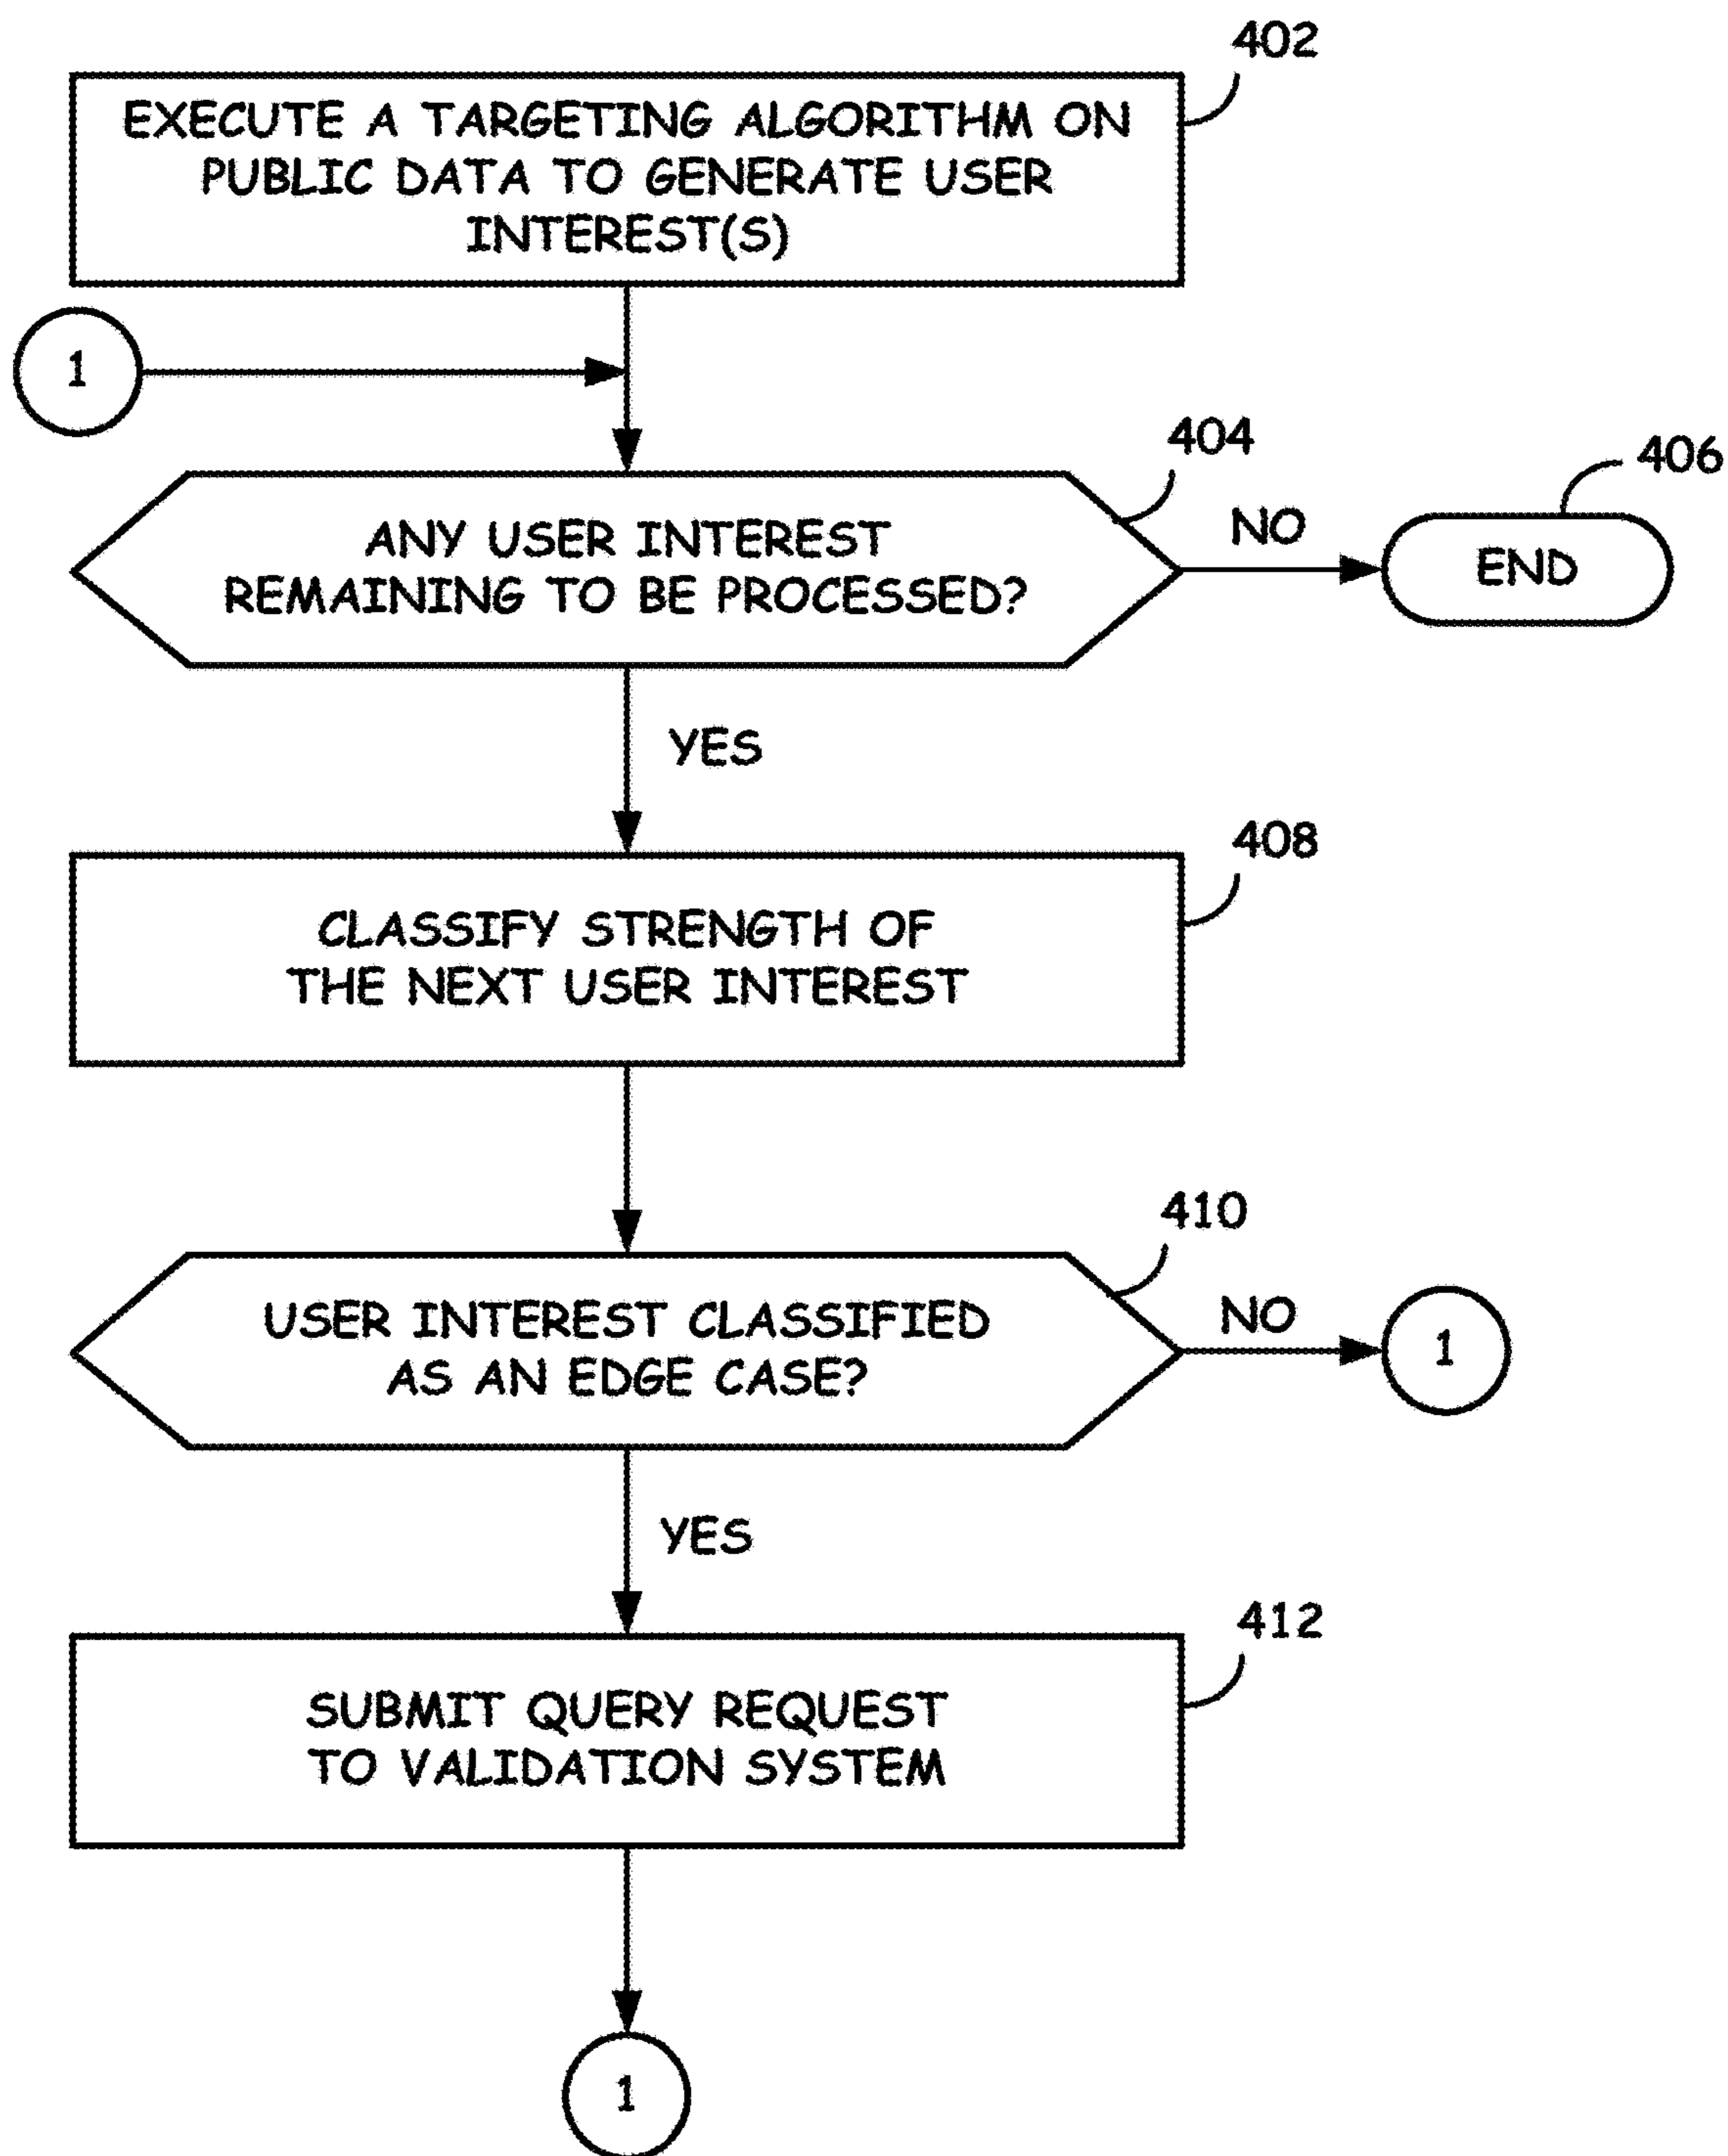 402
EXECUTE A TARGETING ALGORITHM ON
PUBLIC DATA TO GENERATE USER
INTEREST(S)
1
404
406
ANY USER INTEREST
REMAINING TO BE PROCESSED?
NO
END
YES
408
CLASSIFY STRENGTH OF
THE NEXT USER INTEREST
410
USER INTEREST CLASSIFIED
AS AN EDGE CASE?
NO
1
YES
412
SUBMIT QUERY REQUEST
TO VALIDATION SYSTEM
1